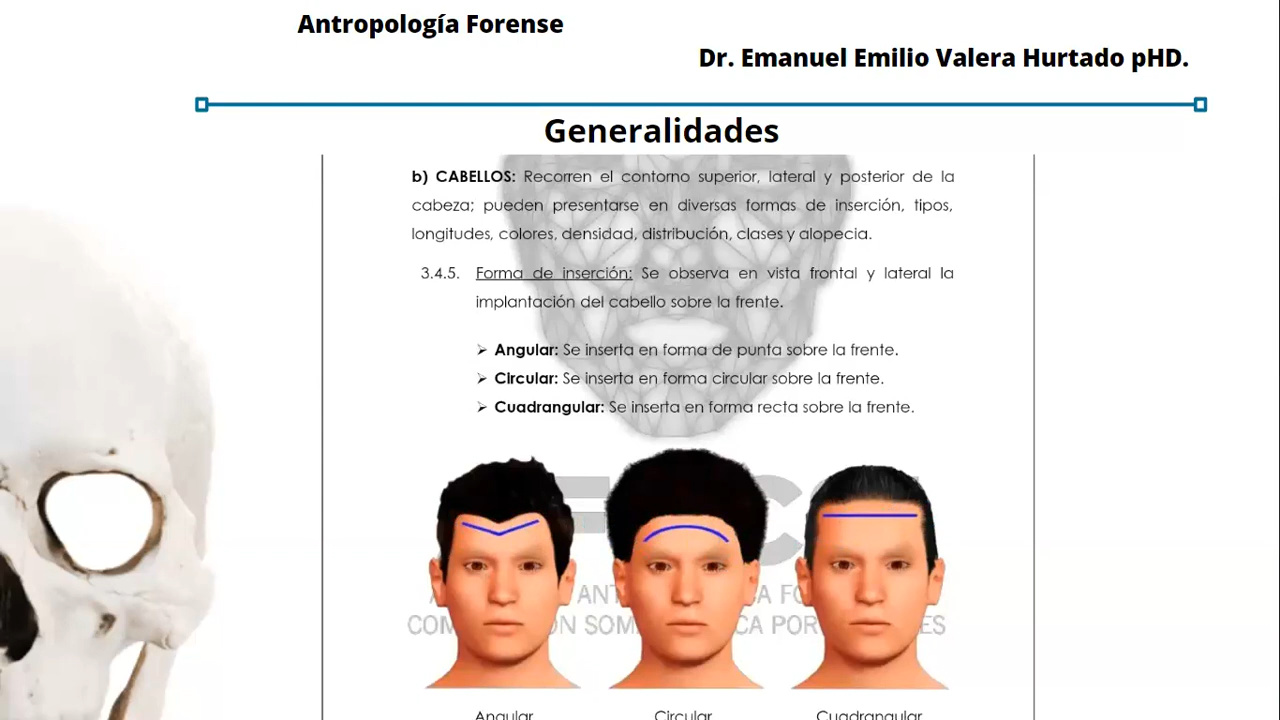 Antropología Forense
Dr. Emanuel Emilio Valera Hurtado pHD.
Generalidades
b) CABELLOS: Recorren el contorno superior, lateral y posterior de la
cabeza; pueden presentarse en diversas formas de inserción, tipos,
longitudes, colores, densidad, distribución, clases y alopecia.
3.4.5. Forma de inserción: Se observa en vista frontal y lateral la
implantación del cabello sobre la frente.
➢ Angular: Se inserta en forma de punta sobre la frente.
➢ Circular: Se inserta en forma circular sobre la frente.
➢ Cuadrangular: Se inserta en forma recta sobre la frente.
Angular
Circular
Cuadrangular